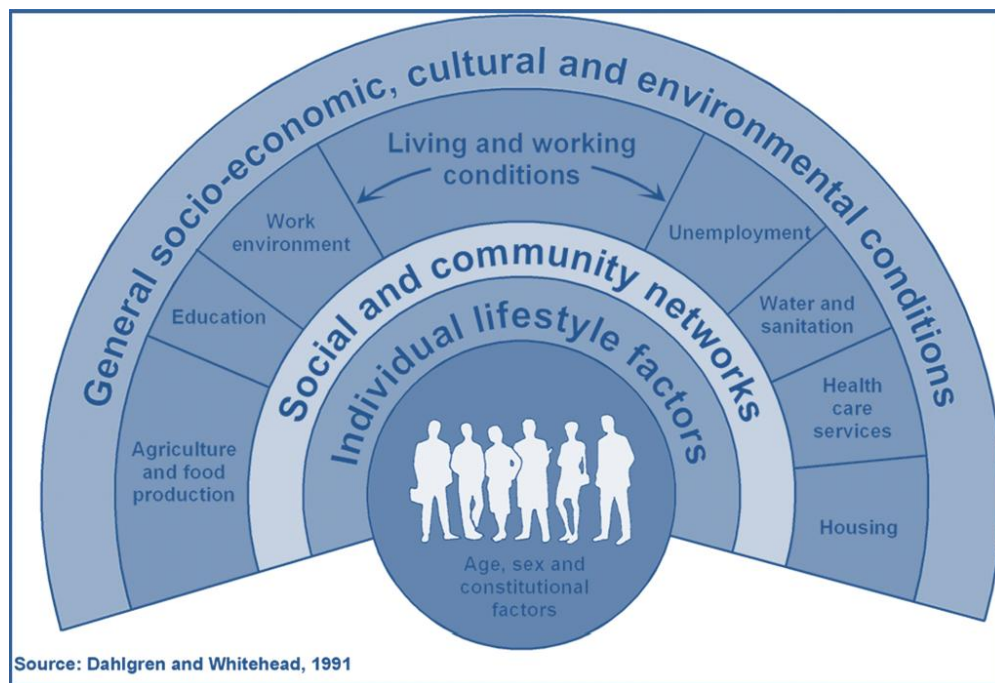 General socio-economic, cultural and environmental conditions
Living and working
conditions
Work
environment
Unemployment
Education
Water and
sanitation
Agriculture
and food
production
Health
care
services
Housing
Social and community networks
Individual lifestyle factors
Age, sex and
constitutional
factors
Source: Dahlgren and Whitehead, 1991